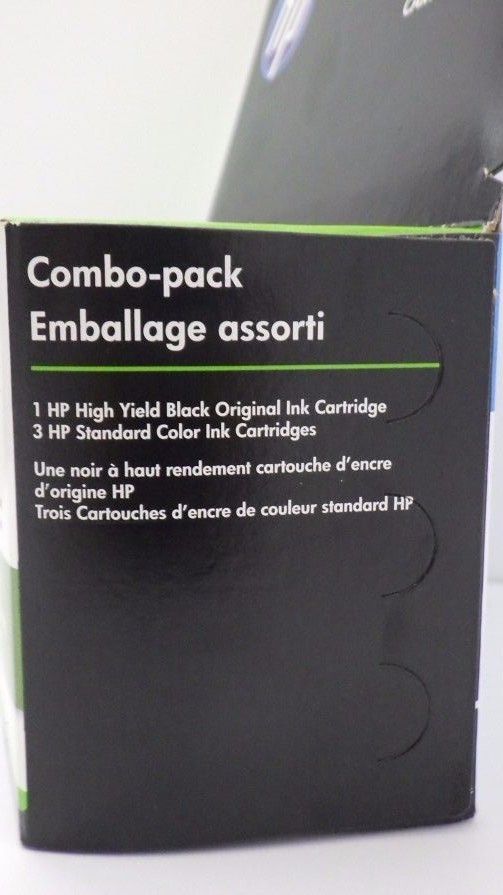 Combo-pack
Emballage assorti
1 HP High Yield Black Original Ink Cartridge
3 HP Standard Color Ink Cartridges
Une noir à haut rendement cartouche d'encre
d'origine HP
Trois Cartouches d'encre de couleur standard HP